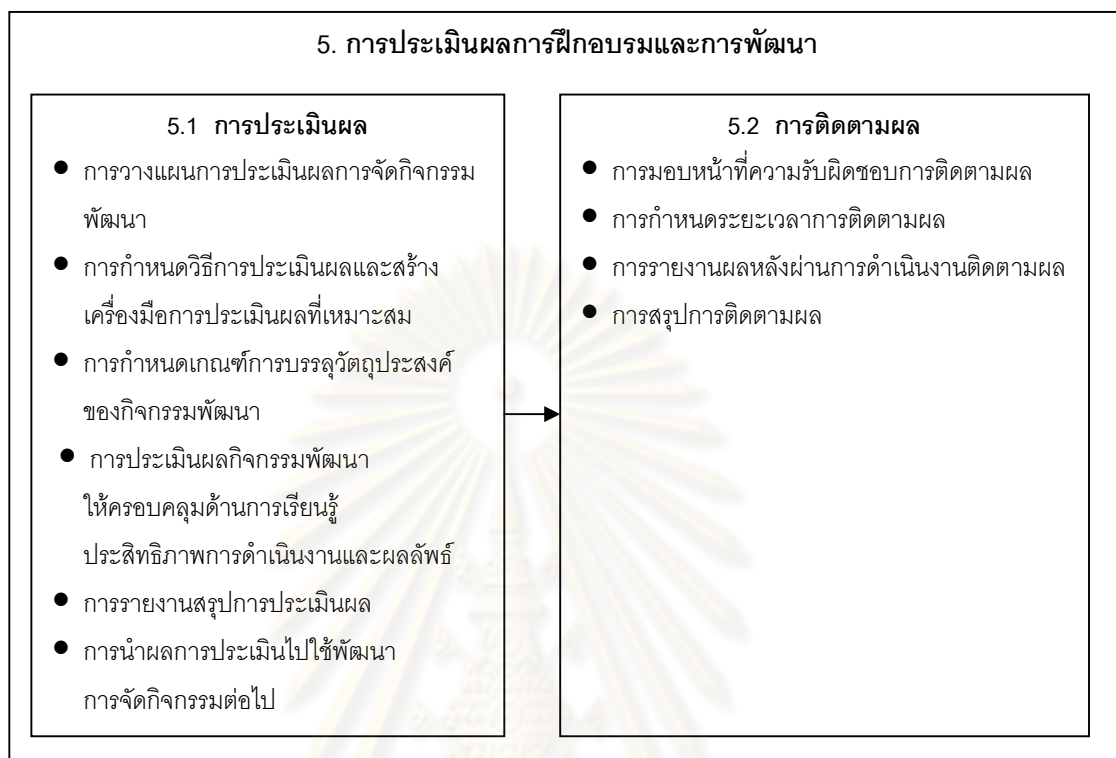 5. การประเมินผลการฝึกอบรมและการพัฒนา
5.1 การประเมินผล
● การวางแผนการประเมินผลการจัดกิจกรรม
พัฒนา
● การกำหนดวิธีการประเมินผลและสร้าง
เครื่องมือการประเมินผลที่เหมาะสม
● การกำหนดเกณฑ์การบรรลุวัตถุประสงค์
ของกิจกรรมพัฒนา
● การประเมินผลกิจกรรมพัฒนา
ให้ครอบคลุมด้านการเรียนรู้
ประสิทธิภาพการดำเนินงานและผลลัพธ์
● การรายงานสรุปการประเมินผล
● การนำผลการประเมินไปใช้พัฒนา
การจัดกิจกรรมต่อไป
5.2 การติดตามผล
● การมอบหน้าที่ความรับผิดชอบการติดตามผล
● การกำหนดระยะเวลาการติดตามผล
● การรายงานผลหลังผ่านการดำเนินงานติดตามผล
● การสรุปการติดตามผล